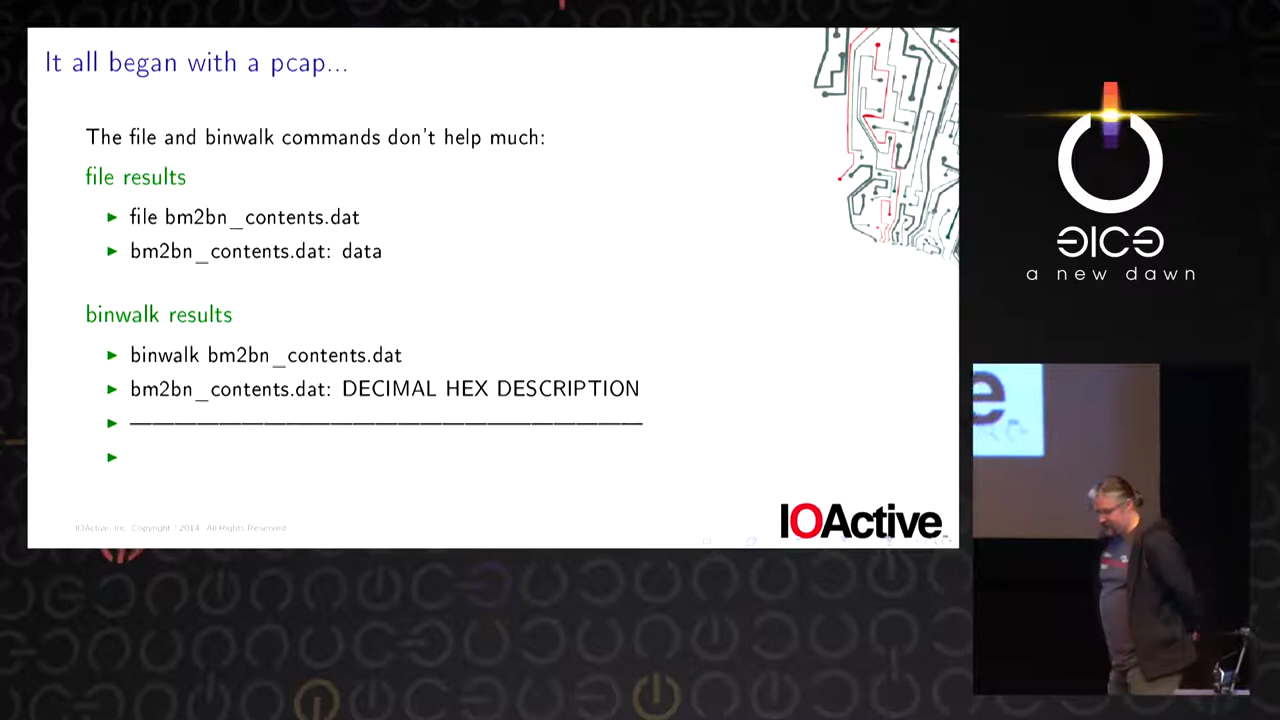 It all began with a pcap...
The file and binwalk commands don't help much:
file results
file bm2bn_contents.dat
bm2bn_contents.dat: data
binwalk results
binwalk bm2bn_contents.dat
bm2bn_contents.dat: DECIMAL HEX DESCRIPTION
IOActive, Inc. Copyright ©2014. All Rights Reserved.
IOActive
a new dawn
e